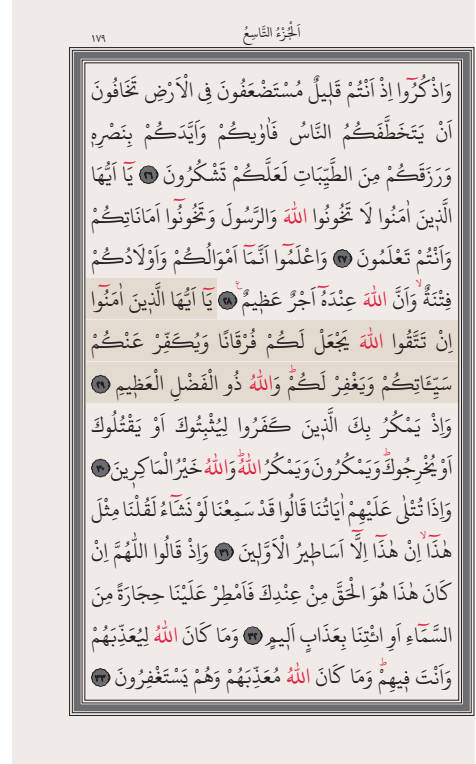 اَلْجُزْءُ التَّاسِعُ
١٧٩
وَاذْكُرُٓوا اِذْ اَنْتُمْ قَلٖيلٌ مُسْتَضْعَفُونَ فِي الْاَرْضِ تَخَافُونَ
اَنْ يَتَخَطَّفَكُمُ النَّاسُ فَاٰوٰيكُمْ وَاَيَّدَكُمْ بِنَصْرِهٖ
وَرَزَقَكُمْ مِنَ الطَّيِّبَاتِ لَعَلَّكُمْ تَشْكُرُونَ ٢٦ يَٓا اَيُّهَا
الَّذٖينَ اٰمَنُوا لَا تَخُونُوا اللّٰهَ وَالرَّسُولَ وَتَخُونُٓوا اَمَانَاتِكُمْ
وَاَنْتُمْ تَعْلَمُونَ ٢٧ وَاعْلَمُٓوا اَنَّمَٓا اَمْوَالُكُمْ وَاَوْلَادُكُمْ
فِتْنَةٌۙ وَاَنَّ اللّٰهَ عِنْدَهُٓ اَجْرٌ عَظٖيمٌࣖ ٢٨ يَٓا اَيُّهَا الَّذٖينَ اٰمَنُٓوا
اِنْ تَتَّقُوا اللّٰهَ يَجْعَلْ لَكُمْ فُرْقَانًا وَيُكَفِّرْ عَنْكُمْ
سَيِّـَٔاتِكُمْ وَيَغْفِرْ لَكُمْؕ وَاللّٰهُ ذُو الْفَضْلِ الْعَظٖيمِ ٢٩
وَاِذْ يَمْكُرُ بِكَ الَّذٖينَ كَفَرُوا لِيُثْبِتُوكَ اَوْ يَقْتُلُوكَ
اَوْ يُخْرِجُوكَؕ وَيَمْكُرُونَ وَيَمْكُرُ اللّٰهُؕ وَاللّٰهُ خَيْرُ الْمَاكِرٖينَ ٣٠
وَاِذَا تُتْلٰى عَلَيْهِمْ اٰيَاتُنَا قَالُوا قَدْ سَمِعْنَا لَوْ نَشَٓاءُ لَقُلْنَا مِثْلَ
هٰذَٓاۙ اِنْ هٰذَٓا اِلَّٓا اَسَاطٖيرُ الْاَوَّلٖينَ ٣١ وَاِذْ قَالُوا اللّٰهُمَّ اِنْ
كَانَ هٰذَا هُوَ الْحَقَّ مِنْ عِنْدِكَ فَاَمْطِرْ عَلَيْنَا حِجَارَةً مِنَ
السَّمَٓاءِ اَوِ ائْتِنَا بِعَذَابٍ اَلٖيمٍ ٣٢ وَمَا كَانَ اللّٰهُ لِيُعَذِّبَهُمْ
وَاَنْتَ فٖيهِمْؕ وَمَا كَانَ اللّٰهُ مُعَذِّبَهُمْ وَهُمْ يَسْتَغْفِرُونَ ٣٣